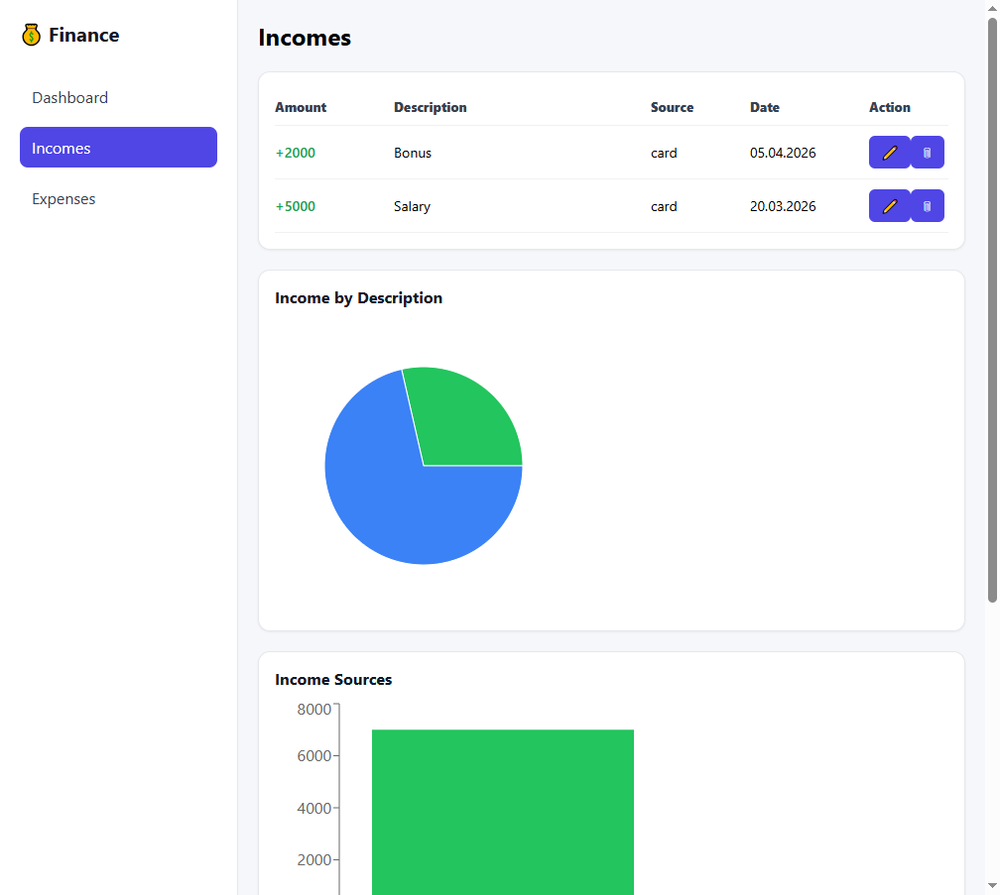 Finance
Dashboard
Incomes
Expenses
Incomes
Amount Description Source Date Action
+2000 Bonus card 05.04.2026
+5000 Salary card 20.03.2026
Income by Description
Income Sources
8000
6000
4000
2000